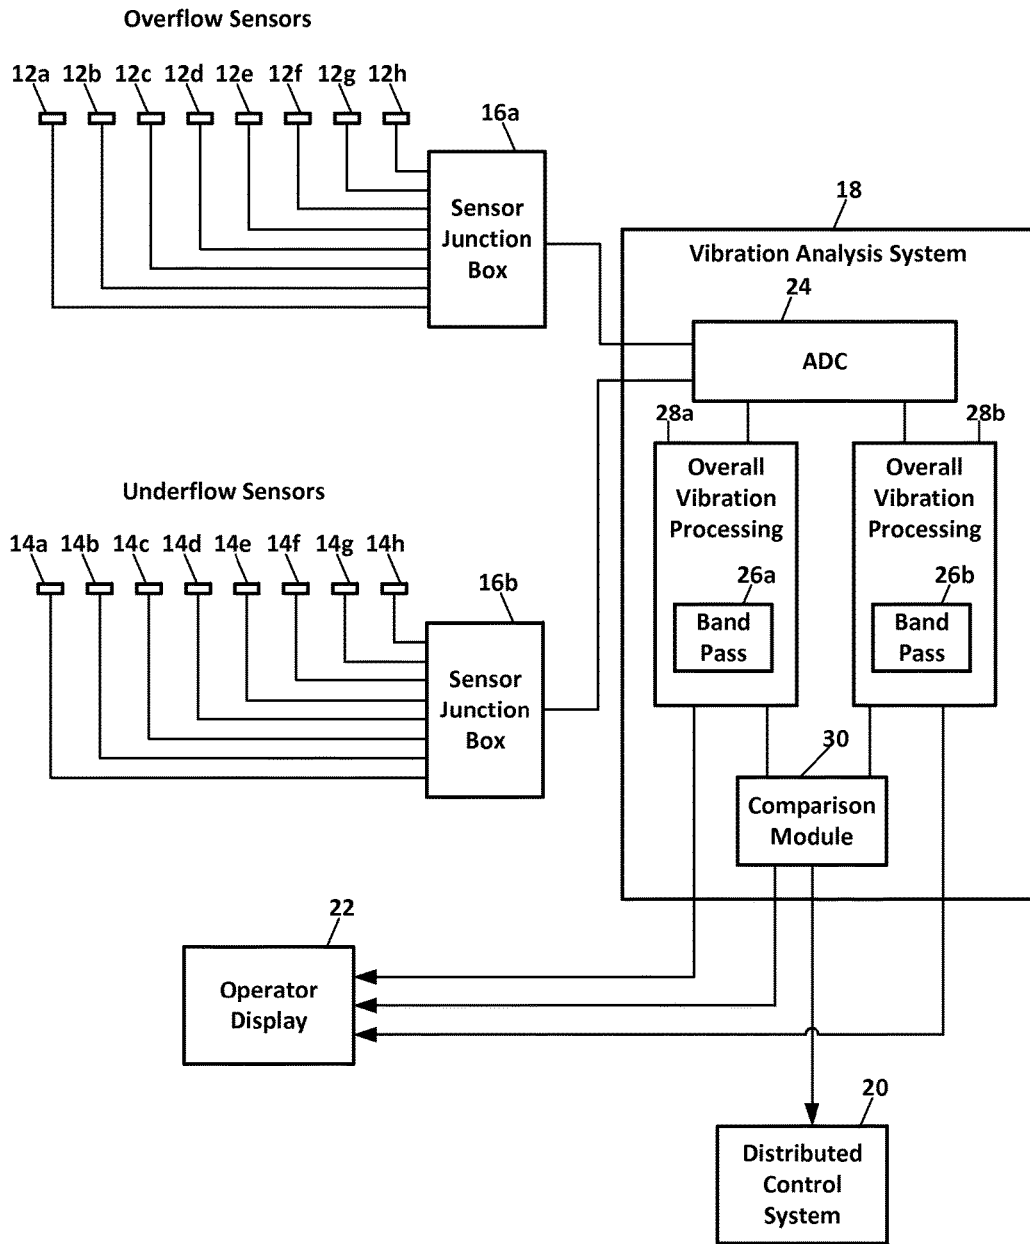 Overflow Sensors
12a 12b 12c 12d 12e 12f 12g 12h
16a
Sensor
Junction
Box
18
Vibration Analysis System
24
ADC
28a
28b
Overall
Vibration
Processing
Overall
Vibration
Processing
26a
26b
Band
Pass
Band
Pass
Underflow Sensors
14a 14b 14c 14d 14e 14f 14g 14h
16b
Sensor
Junction
Box
30
Comparison
Module
22
Operator
Display
20
Distributed
Control
System